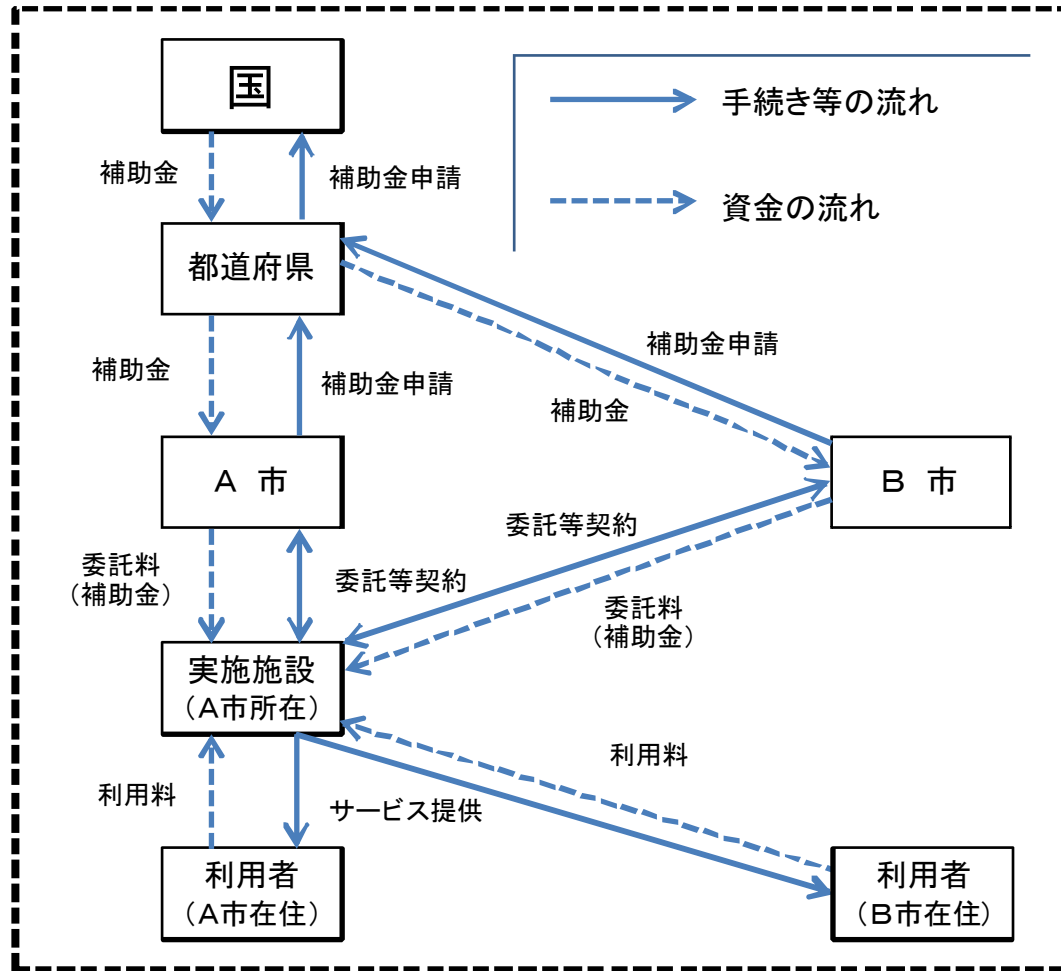 国
手続き等の流れ
補助金
補助金申請
資金の流れ
都道府県
補助金
補助金申請
補助金申請
補助金
A 市
B 市
委託料
(補助金)
委託等契約
委託等契約
委託料
(補助金)
実施施設
(A市所在)
利用料
サービス提供
利用料
利用者
(A市在住)
利用者
(B市在住)